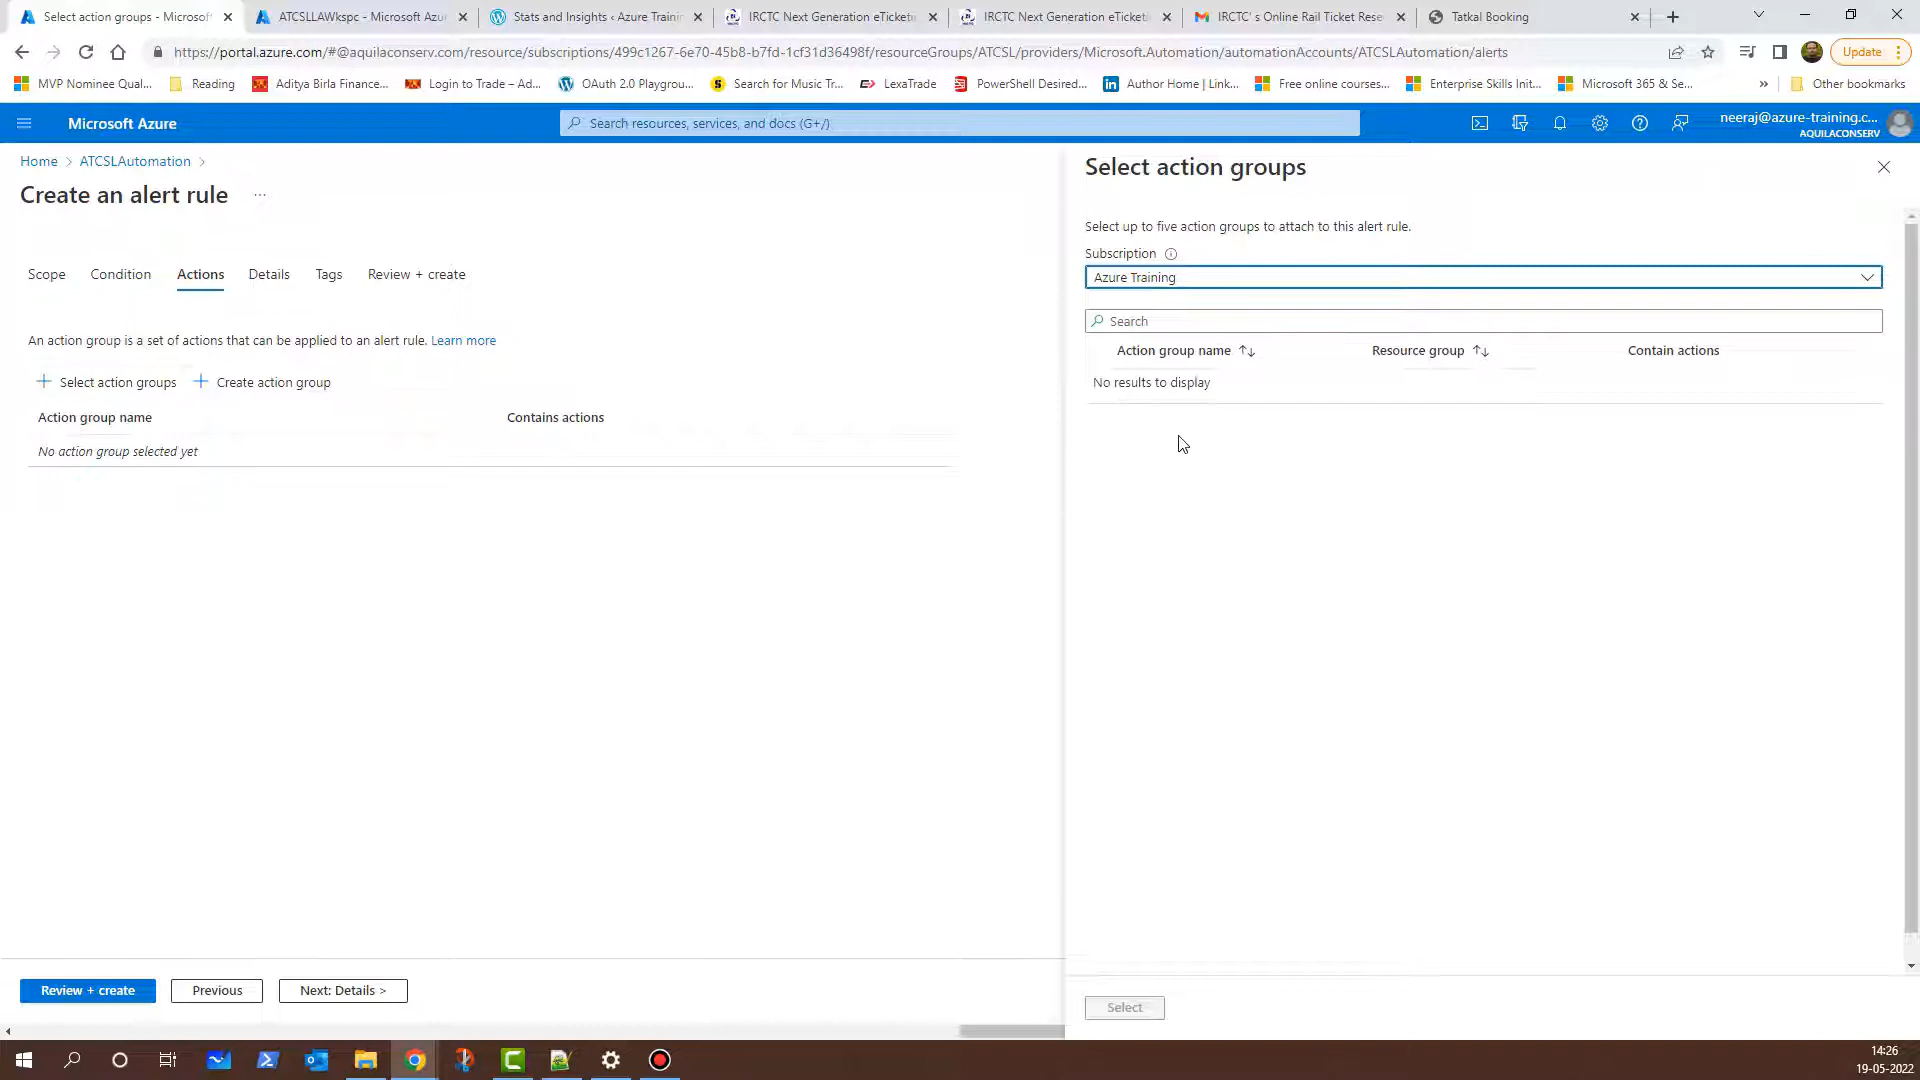 Select action groups - Microsoft
ATCSLLAWkspc - Microsoft Azu
Stats and Insights ‹ Azure Trainin
IRCTC Next Generation eTicketi
IRCTC Next Generation eTicketi
IRCTC' s Online Rail Ticket Rese
Tatkal Booking
https://portal.azure.com/#@aquilaconserv.com/resource/subscriptions/499c1267-6e70-45b8-b7fd-1cf31d36498f/resourceGroups/ATCSL/providers/Microsoft.Automation/automationAccounts/ATCSLAutomation/alerts
Update
MVP Nominee Qual...
Reading
Aditya Birla Finance...
Login to Trade – Ad...
OAuth 2.0 Playgrou...
Search for Music Tr...
LexaTrade
PowerShell Desired...
Author Home | Link...
Free online courses...
Enterprise Skills Init...
Microsoft 365 & Se...
»
Other bookmarks
Microsoft Azure
Search resources, services, and docs (G+/)
neeraj@azure-training.c...
AQUILACONSERV
Home > ATCSLAutomation >
Create an alert rule ...
Scope
Condition
Actions
Details
Tags
Review + create
An action group is a set of actions that can be applied to an alert rule. Learn more
+ Select action groups
+ Create action group
Action group name
Contains actions
No action group selected yet
Review + create
Previous
Next: Details >
Select action groups
Select up to five action groups to attach to this alert rule.
Subscription
Azure Training
Search
Action group name
Resource group
Contain actions
No results to display
Select
14:26
19-05-2022